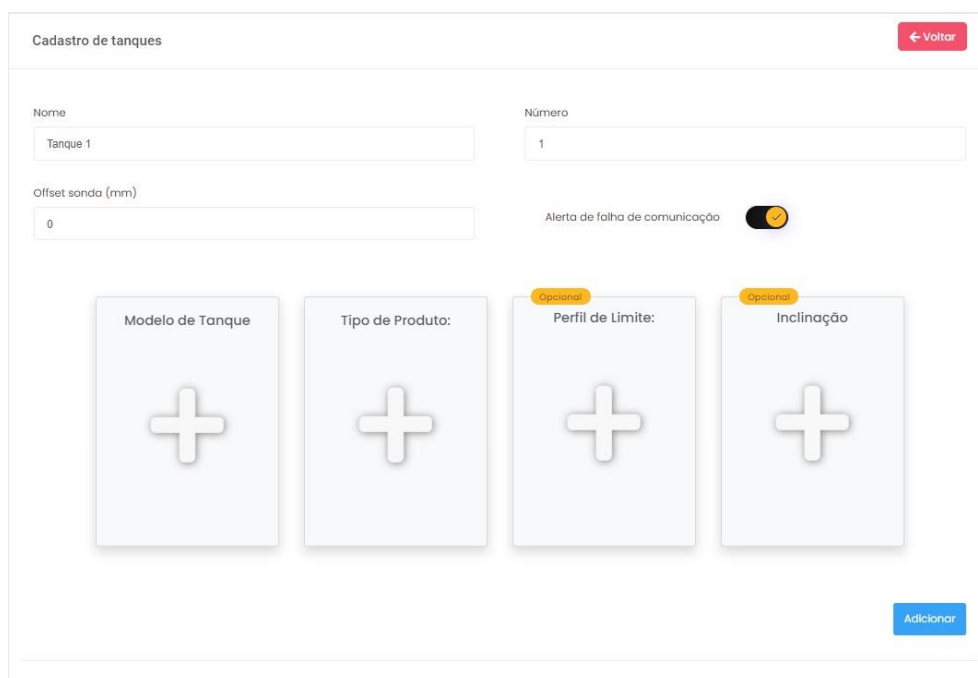 Cadastro de tanques
Voltar
Nome
Número
Tanque 1
1
Offset sonda (mm)
0
Alerta de falha de comunicação
Opcional
Opcional
Modelo de Tanque
Tipo de Produto:
Perfil de Limite:
Inclinação
Adicionar